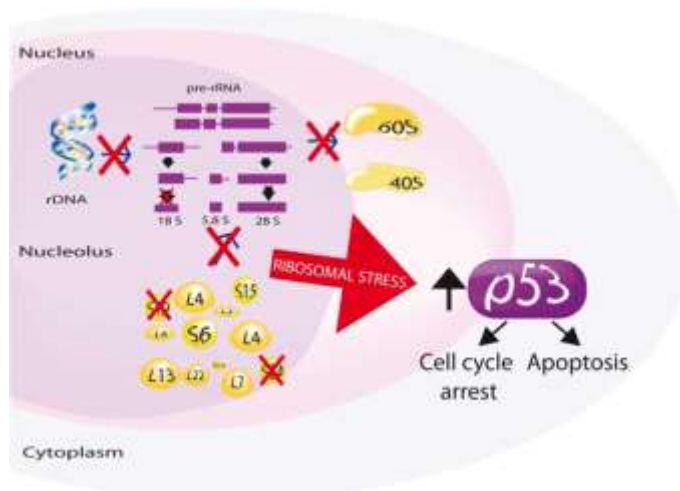 Nucleus
pre-rRNA
60S
40S
rDNA
18 S 5.8 S 28 S
Nucleolus
RIBOSOMAL STRESS
p53
L4 S15
S6 L4
L13 L22 L7
Cell cycle
arrest
Apoptosis
Cytoplasm